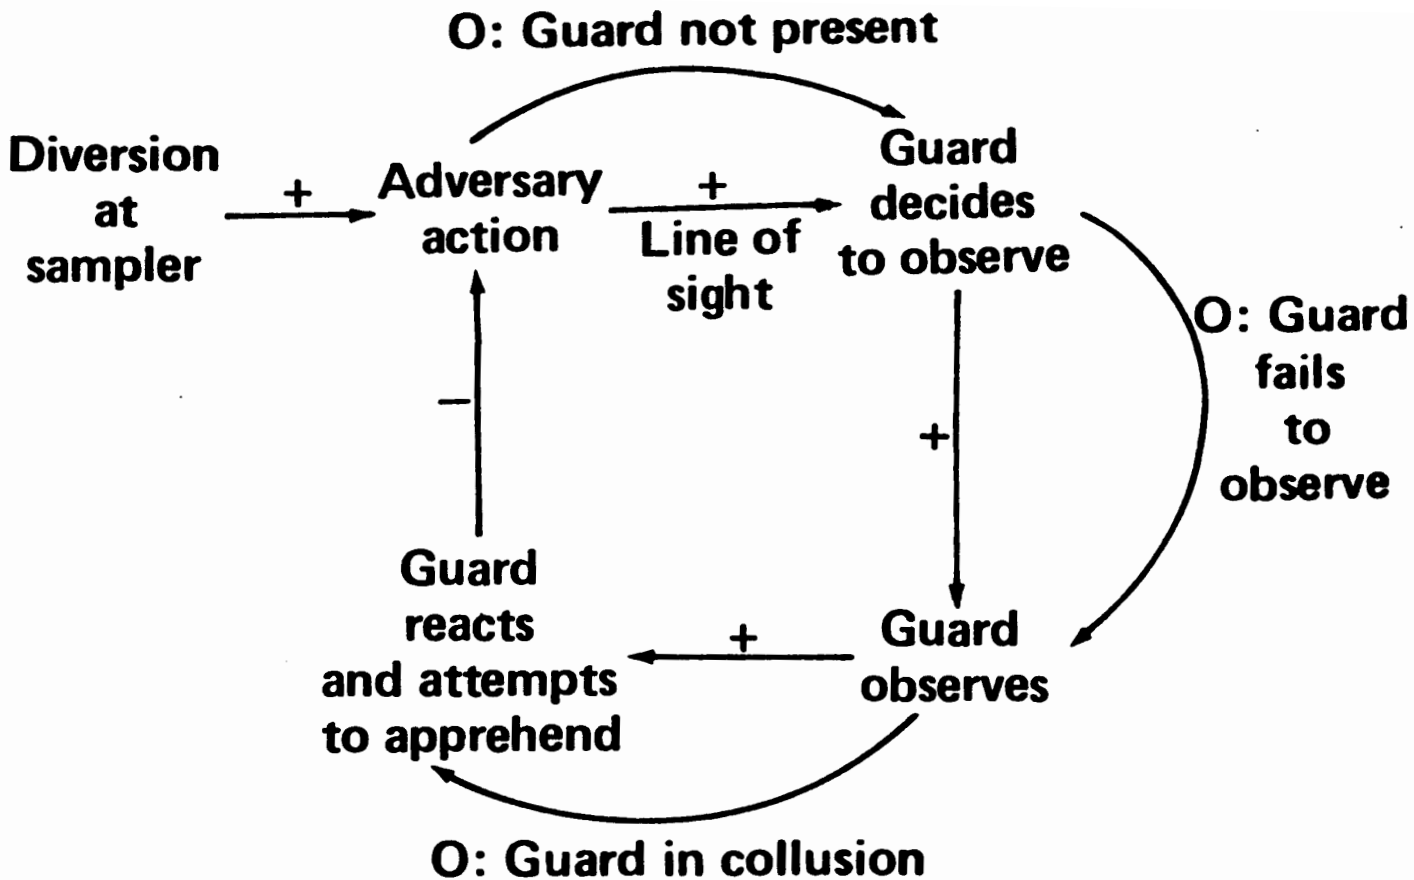 O: Guard not present
Diversion
at
sampler
+
Adversary
action
+
Line of
sight
Guard
decides
to observe
O: Guard
fails
to
observe
−
+
Guard
reacts
and attempts
to apprehend
+
Guard
observes
O: Guard in collusion